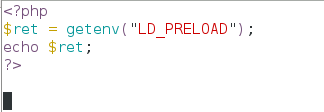 <?php
$ret = getenv("LD_PRELOAD");
echo $ret;
?>